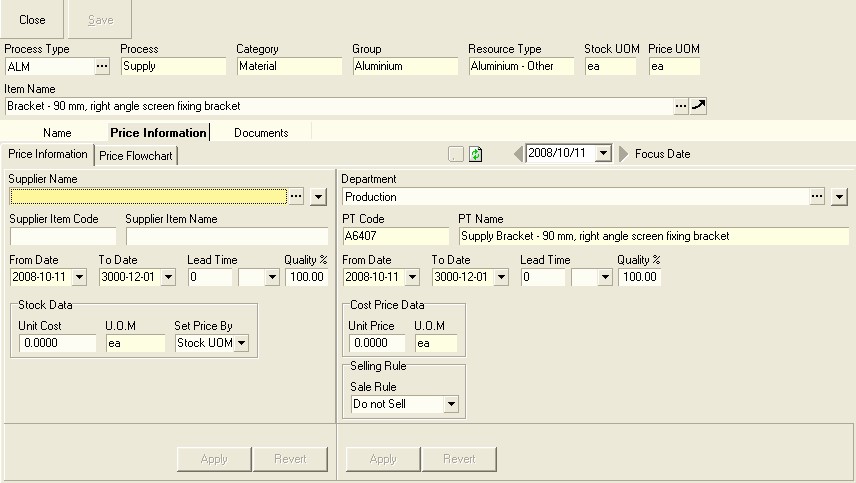 Close Save
Process Type Process Category Group Resource Type Stock UOM Price UOM
ALM ... Supply Material Aluminium Aluminium - Other ea ea
Item Name
Bracket - 90 mm, right angle screen fixing bracket ...
Name Price Information Documents
Price Information Price Flowchart 2008/10/11 Focus Date
Supplier Name
...
Supplier Item Code Supplier Item Name
From Date To Date Lead Time Quality %
2008-10-11 3000-12-01 0 100.00
Stock Data
Unit Cost U.O.M Set Price By
0.0000 ea Stock UOM
Apply Revert
Department
Production ...
PT Code PT Name
A6407 Supply Bracket - 90 mm, right angle screen fixing bracket
From Date To Date Lead Time Quality %
2008-10-11 3000-12-01 0 100.00
Cost Price Data
Unit Price U.O.M
0.0000 ea
Selling Rule
Sale Rule
Do not Sell
Apply Revert